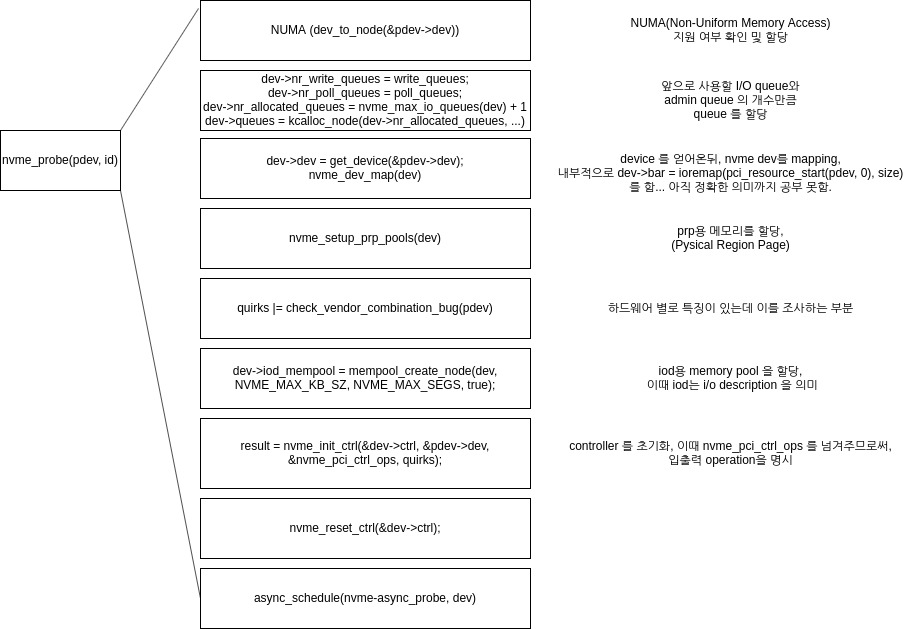 nvme_probe(pdev, id)
NUMA (dev_to_node(&pdev->dev))
NUMA(Non-Uniform Memory Access)
지원 여부 확인 및 할당
dev->nr_write_queues = write_queues;
dev->nr_poll_queues = poll_queues;
dev->nr_allocated_queues = nvme_max_io_queues(dev) + 1
dev->queues = kcalloc_node(dev->nr_allocated_queues, ...)
앞으로 사용할 I/O queue와
admin queue 의 개수만큼
queue 를 할당
dev->dev = get_device(&pdev->dev);
nvme_dev_map(dev)
device 를 얻어온뒤, nvme dev를 mapping,
내부적으로 dev->bar = ioremap(pci_resource_start(pdev, 0), size)
를 함... 아직 정확한 의미까지 공부 못함.
nvme_setup_prp_pools(dev)
prp용 메모리를 할당,
(Pysical Region Page)
quirks |= check_vendor_combination_bug(pdev)
하드웨어 별로 특징이 있는데 이를 조사하는 부분
dev->iod_mempool = mempool_create_node(dev,
NVME_MAX_KB_SZ, NVME_MAX_SEGS, true);
iod용 memory pool 을 할당,
이때 iod는 i/o description 을 의미
result = nvme_init_ctrl(&dev->ctrl, &pdev->dev,
&nvme_pci_ctrl_ops, quirks);
controller 를 초기화, 이때 nvme_pci_ctrl_ops 를 넘겨주므로써,
입출력 operation을 명시
nvme_reset_ctrl(&dev->ctrl);
async_schedule(nvme-async_probe, dev)